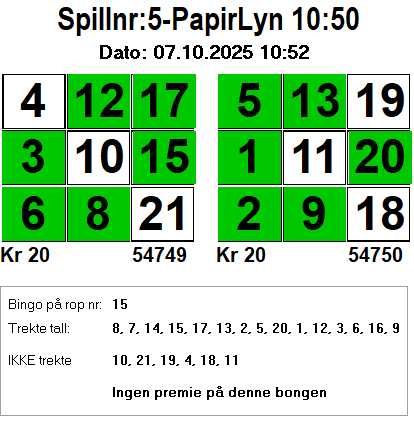 Spillnr:5-PapirLyn 10:50
Dato: 07.10.2025 10:52
4 12 17 5 13 19
3 10 15 1 11 20
6 8 21 2 9 18
Kr 20 54749 Kr 20 54750
Bingo på rop nr: 15
Trekte tall: 8, 7, 14, 15, 17, 13, 2, 5, 20, 1, 12, 3, 6, 16, 9
IKKE trekte 10, 21, 19, 4, 18, 11
Ingen premie på denne bongen